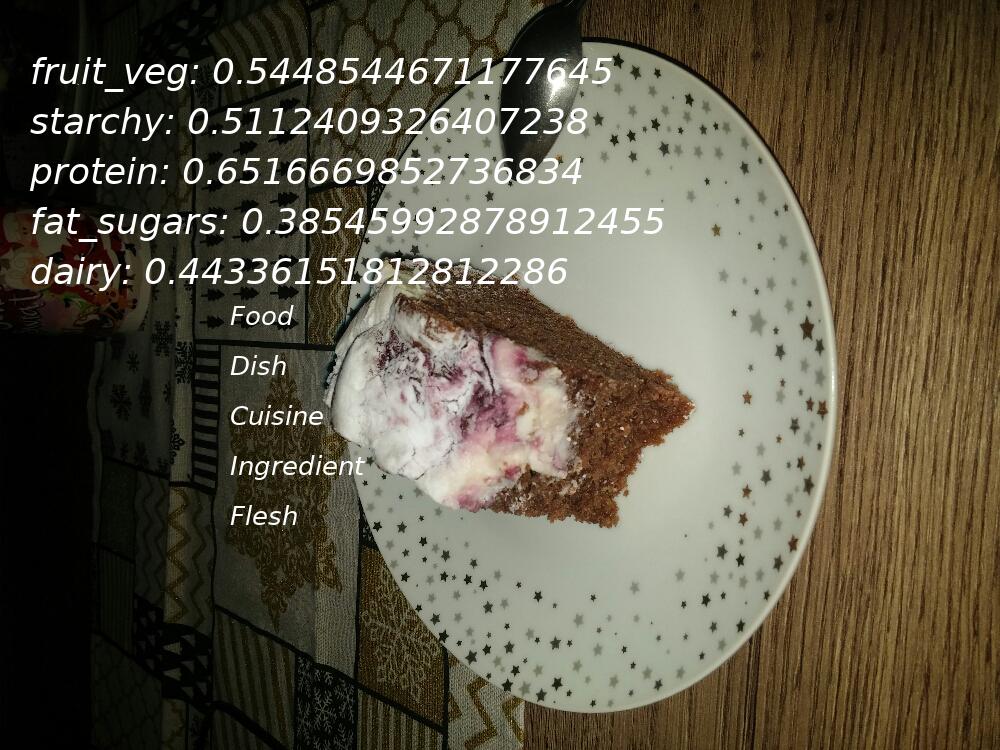 fruit_veg: 0.5448544671177645
starchy: 0.5112409326407238
protein: 0.6516669852736834
fat_sugars: 0.38545992878912455
dairy: 0.44336151812812286
Food
Dish
Cuisine
Ingredient
Flesh